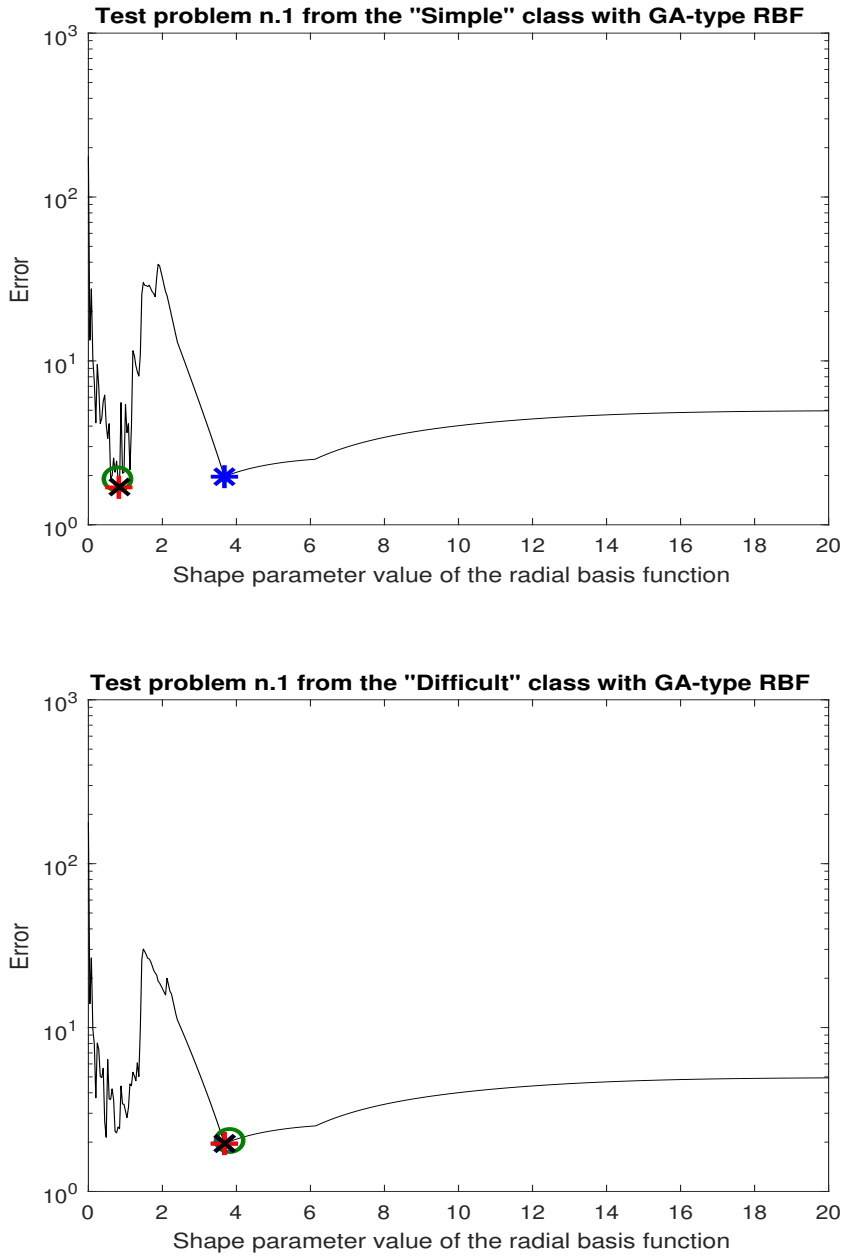 Test problem n.1 from the "Simple" class with GA-type RBF
10^3
10^2
10^1
10^0
Error
0 2 4 6 8 10 12 14 16 18 20
Shape parameter value of the radial basis function
Test problem n.1 from the "Difficult" class with GA-type RBF
10^3
10^2
10^1
10^0
Error
0 2 4 6 8 10 12 14 16 18 20
Shape parameter value of the radial basis function